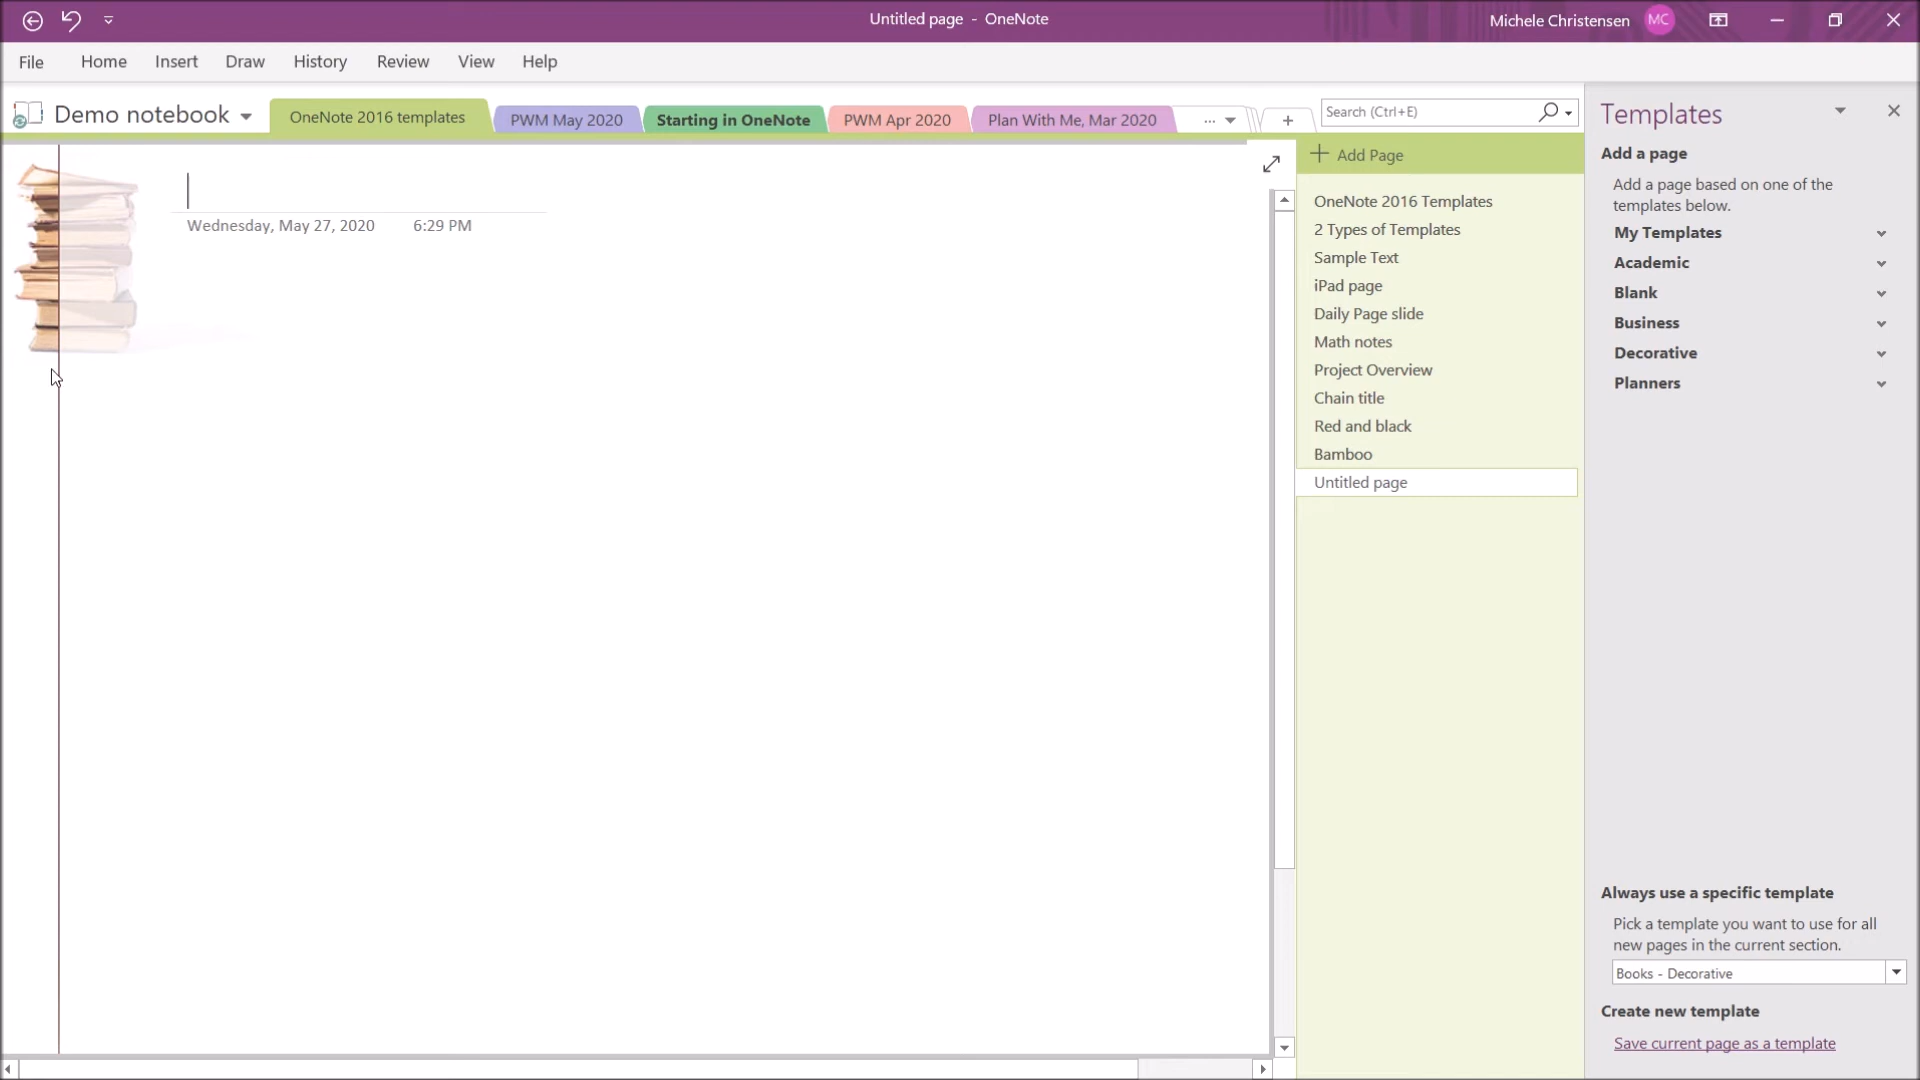 Untitled page - OneNote
Michele Christensen MC
File Home Insert Draw History Review View Help
Demo notebook
OneNote 2016 templates
PWM May 2020
Starting in OneNote
PWM Apr 2020
Plan With Me, Mar 2020
...
+
Search (Ctrl+E)
Wednesday, May 27, 2020 6:29 PM
Add Page
OneNote 2016 Templates
2 Types of Templates
Sample Text
iPad page
Daily Page slide
Math notes
Project Overview
Chain title
Red and black
Bamboo
Untitled page
Templates
Add a page
Add a page based on one of the
templates below.
My Templates
Academic
Blank
Business
Decorative
Planners
Always use a specific template
Pick a template you want to use for all
new pages in the current section.
Books - Decorative
Create new template
Save current page as a template